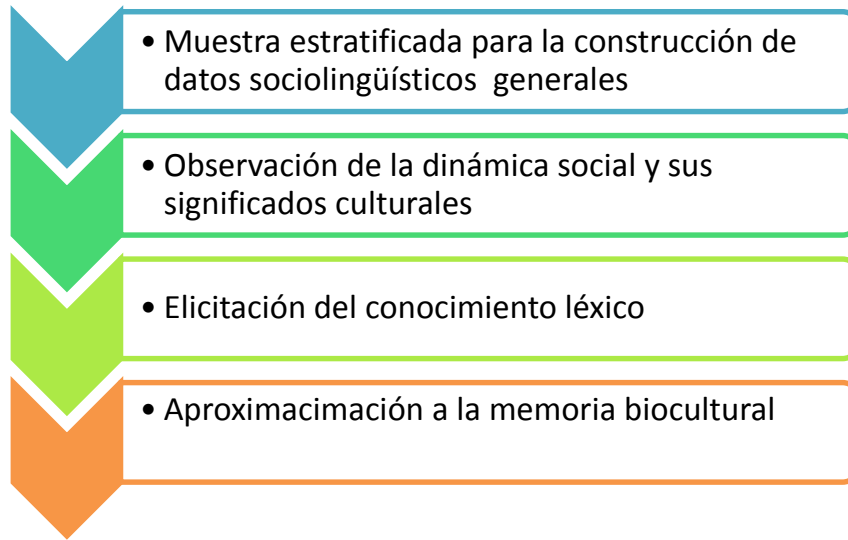 • Muestra estratificada para la construcción de
datos sociolingüísticos  generales
• Observación de la dinámica social y sus
significados culturales
• Elicitación del conocimiento léxico
• Aproximacimación a la memoria biocultural